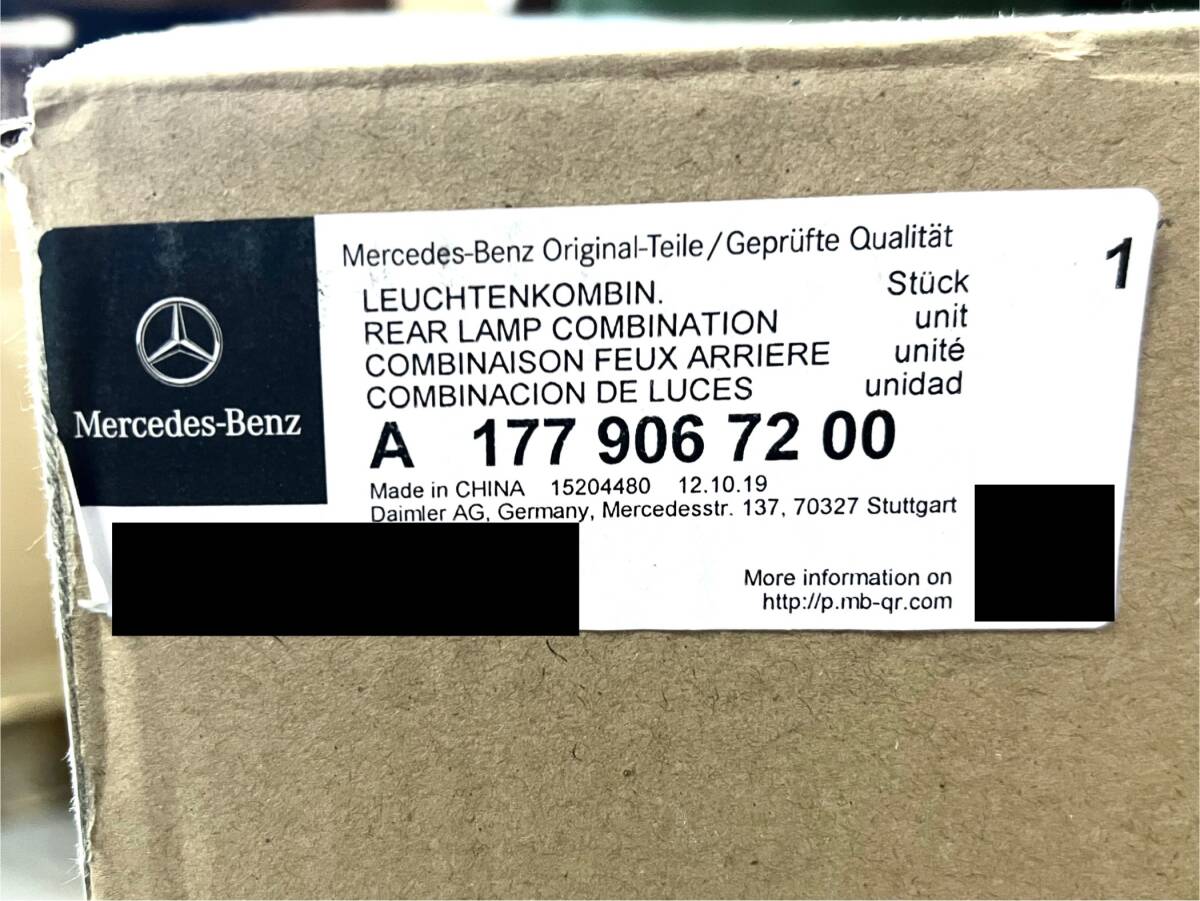 Mercedes-Benz
Mercedes-Benz Original-Teile/Geprüfte Qualität
1
LEUCHTENKOMBIN. Stück
REAR LAMP COMBINATION unit
COMBINAISON FEUX ARRIERE unité
COMBINACION DE LUCES unidad
A 177 906 72 00
Made in CHINA 15204480 12.10.19
Daimler AG, Germany, Mercedesstr. 137, 70327 Stuttgart
More information on
http://p.mb-qr.com